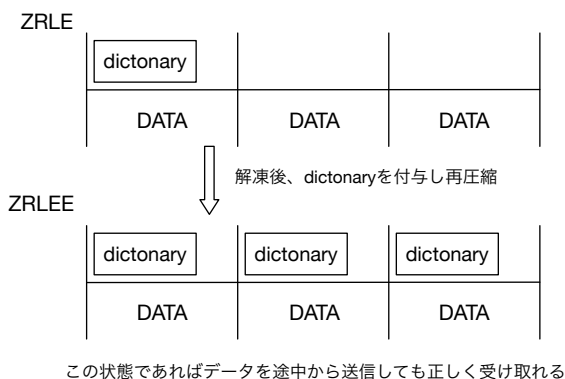 ZRLE
dictonary
DATA DATA DATA
解凍後、dictonaryを付与し再圧縮
ZRLEE
dictonary dictonary dictonary
DATA DATA DATA
この状態であればデータを途中から送信しても正しく受け取れる